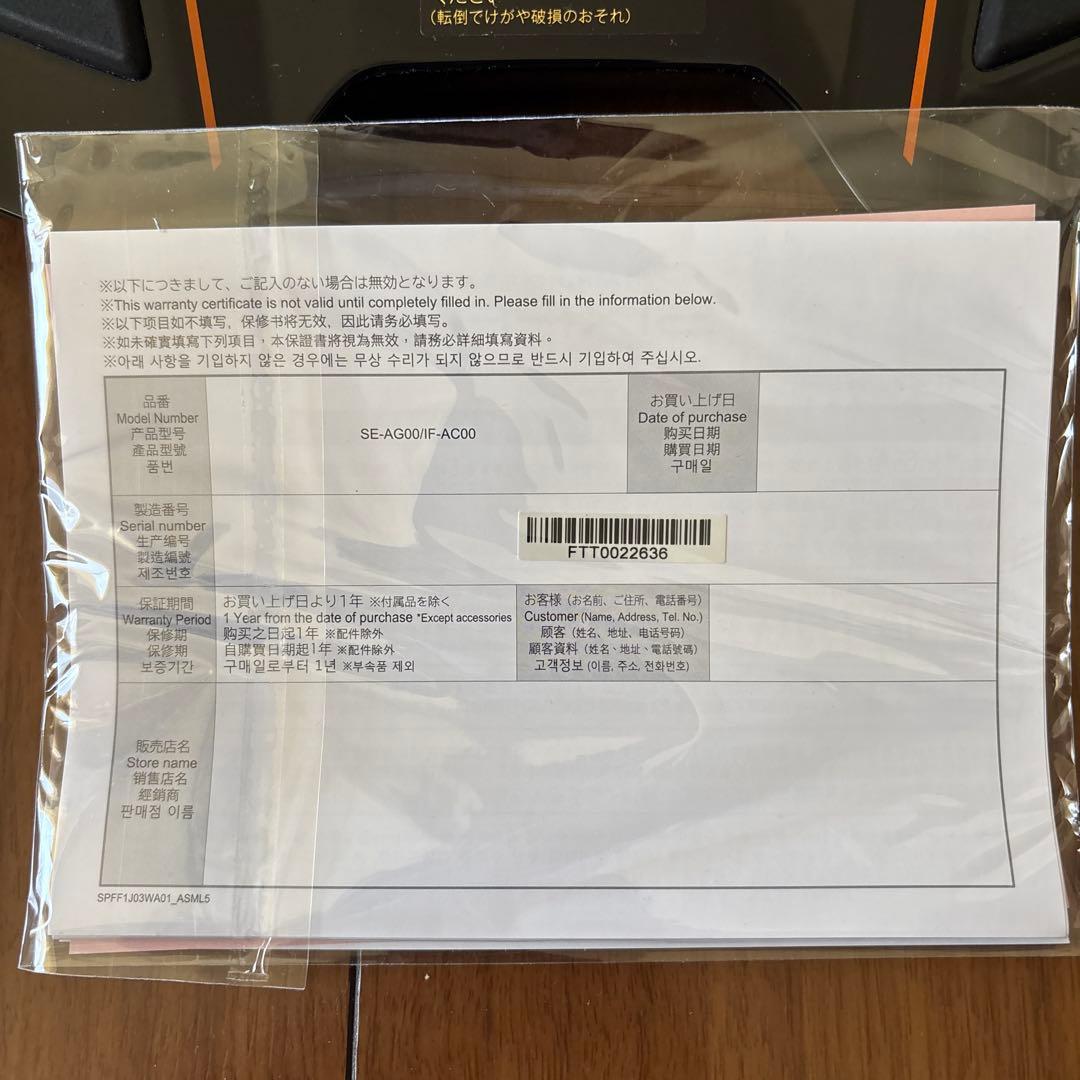 (転倒でけがや破損のおそれ)
※以下につきまして、ご記入のない場合は無効となります。
※This warranty certificate is not valid until completely filled in. Please fill in the information below.
※以下项目如不填写，保修书将无效，因此请务必填写。
※如未確實填寫下列項目，本保證書將視為無效，請務必詳細填寫資料。
※아래 사항을 기입하지 않은 경우에는 무상 수리가 되지 않으므로 반드시 기입하여 주십시오.
品番
Model Number
产品型号
產品型號
품번
SE-AG00/IF-AC00
お買い上げ日
Date of purchase
购买日期
購買日期
구매일
製造番号
Serial number
生产编号
製造編號
제조번호
FTT0022636
保証期間
Warranty Period
保修期
保修期
보증기간
お買い上げ日より1年 ※付属品を除く
1 Year from the date of purchase *Except accessories
购买之日起1年 ※配件除外
自購買日期起1年 ※配件除外
구매일로부터 1년 ※부속품 제외
お客様（お名前、ご住所、電話番号）
Customer (Name, Address, Tel. No.)
顾客（姓名、地址、电话号码）
顧客資料（姓名、地址、電話號碼）
고객정보 (이름, 주소, 전화번호)
販売店名
Store name
销售店名
經銷商
판매점 이름
SPFF1J03WA01_ASML5